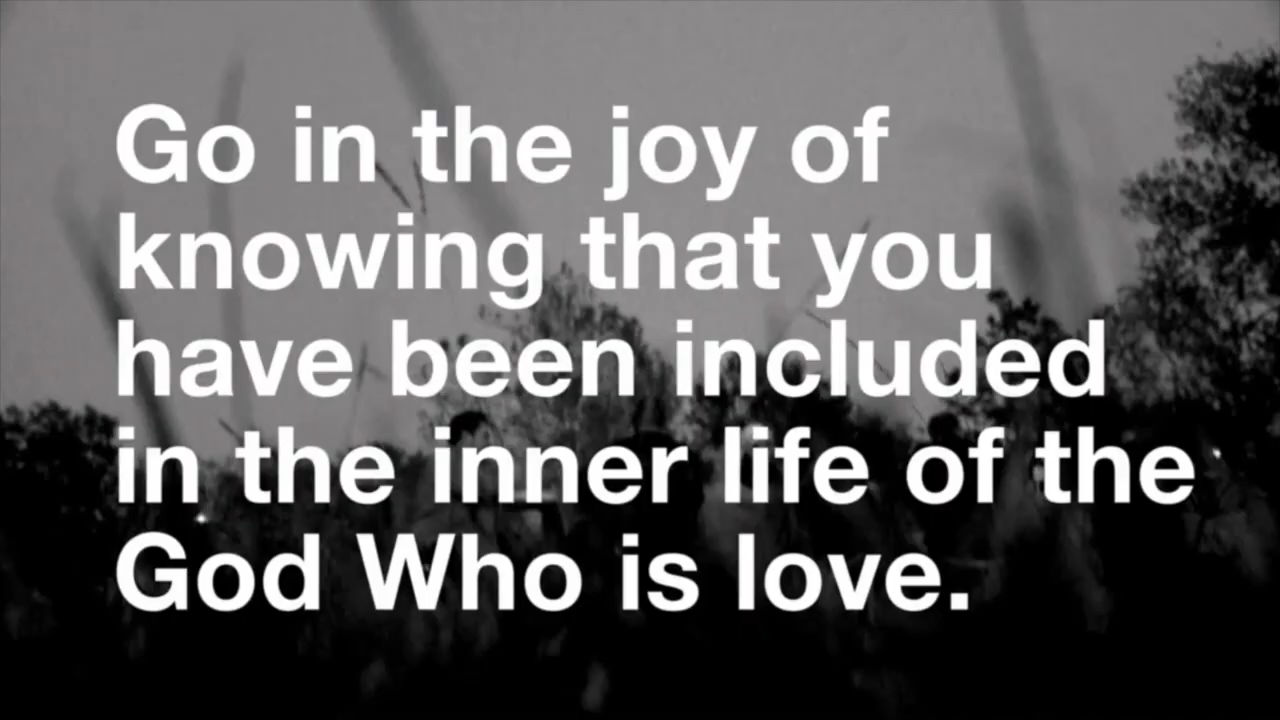 Go in the joy of
knowing that you
have been included
in the inner life of the
God Who is love.